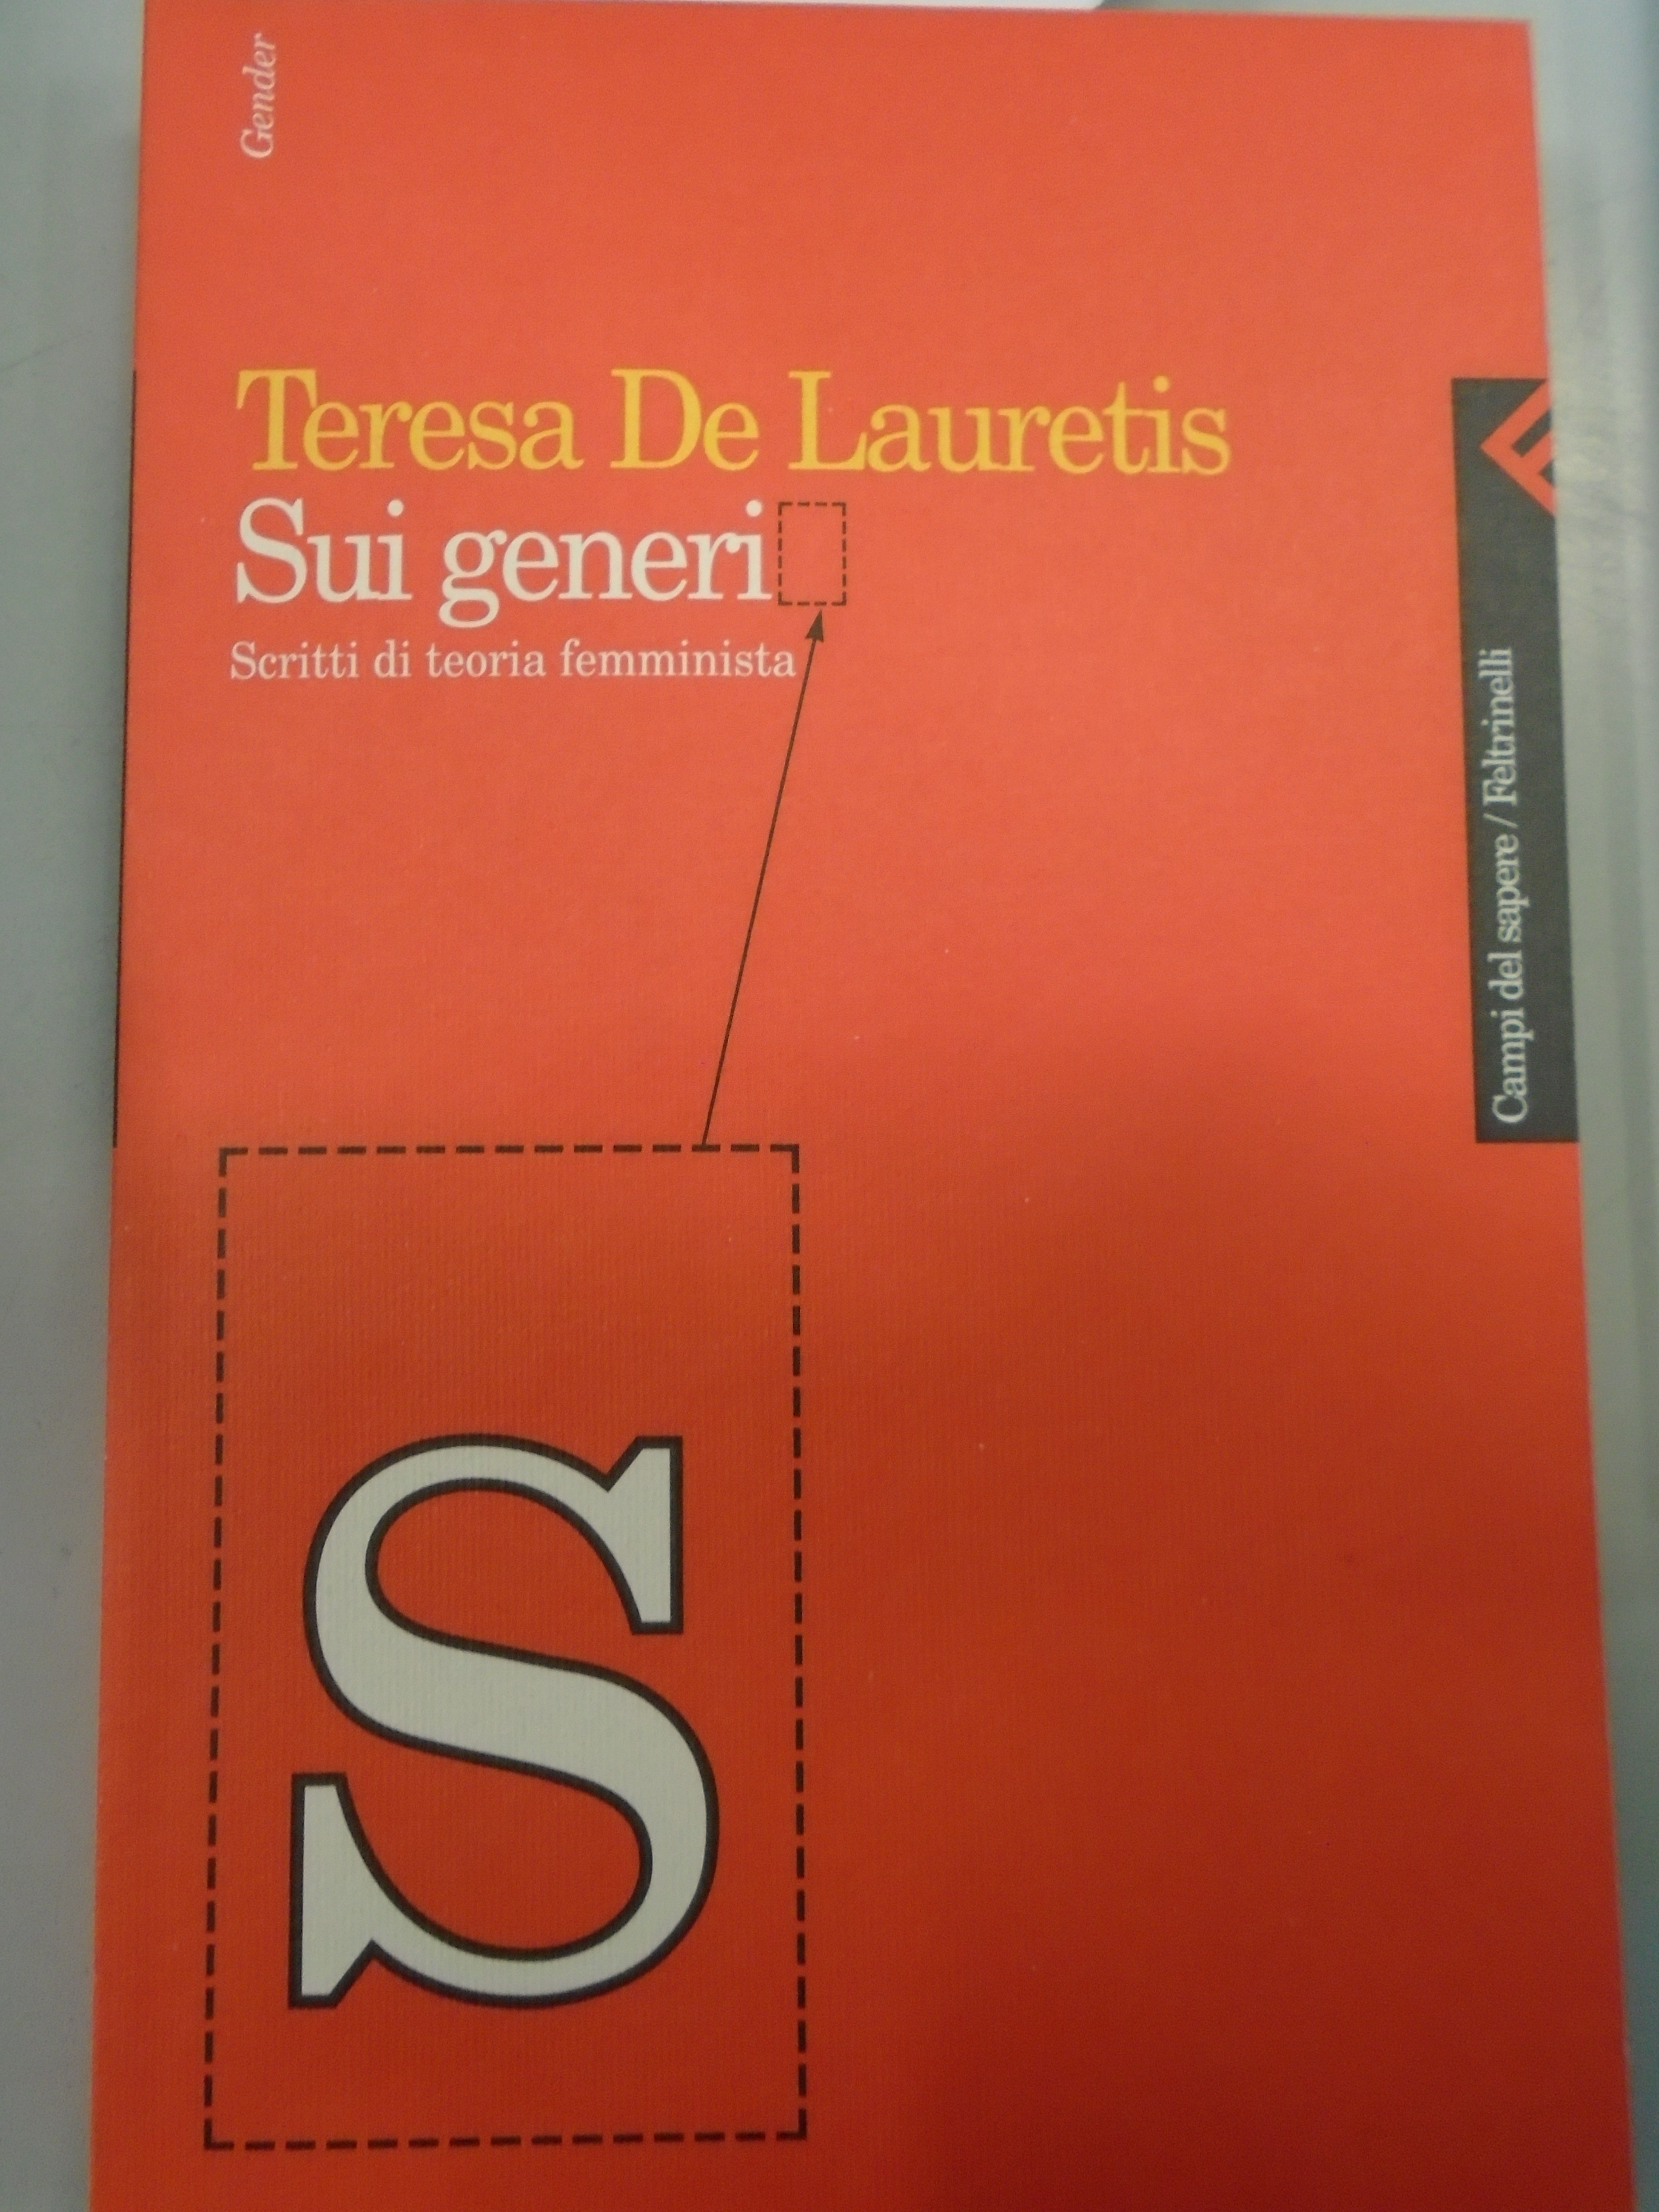 Gender
Teresa De Lauretis
Sui generi
Scritti di teoria femminista
Campi del sapere / Feltrinelli
S